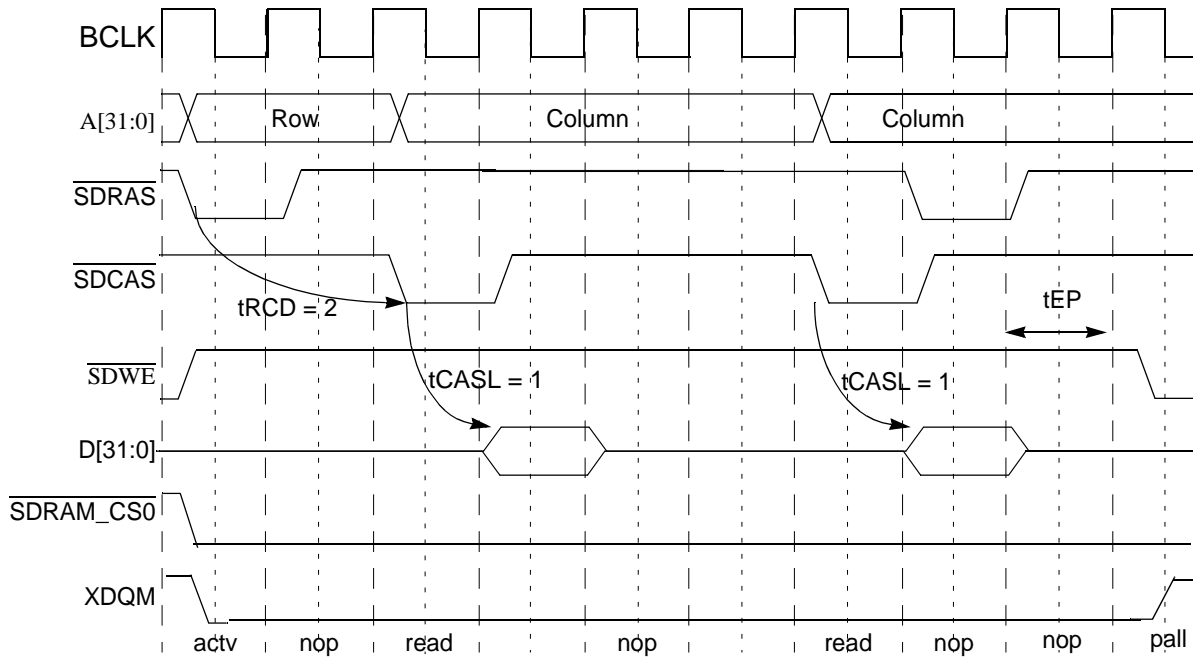 BCLK
A[31:0] Row Column Column
SDRAS
SDCAS
tRCD = 2 tEP
SDWE
tCASL = 1 tCASL = 1
D[31:0]
SDRAM_CS0
XDQM
actv nop read nop read nop nop pall